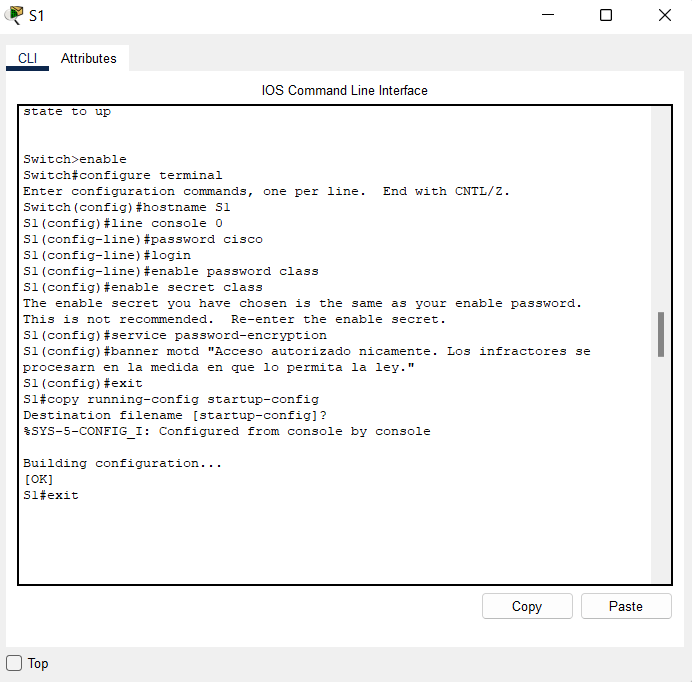 S1
CLI
Attributes
IOS Command Line Interface
state to up
Switch>enable
Switch#configure terminal
Enter configuration commands, one per line.  End with CNTL/Z.
Switch(config)#hostname S1
S1(config)#line console 0
S1(config-line)#password cisco
S1(config-line)#login
S1(config-line)#enable password class
S1(config)#enable secret class
The enable secret you have chosen is the same as your enable password.
This is not recommended.  Re-enter the enable secret.
S1(config)#service password-encryption
S1(config)#banner motd "Acceso autorizado nicamente. Los infractores se
procesarn en la medida en que lo permita la ley."
S1(config)#exit
S1#copy running-config startup-config
Destination filename [startup-config]?
%SYS-5-CONFIG_I: Configured from console by console
Building configuration...
[OK]
S1#exit
Copy
Paste
Top